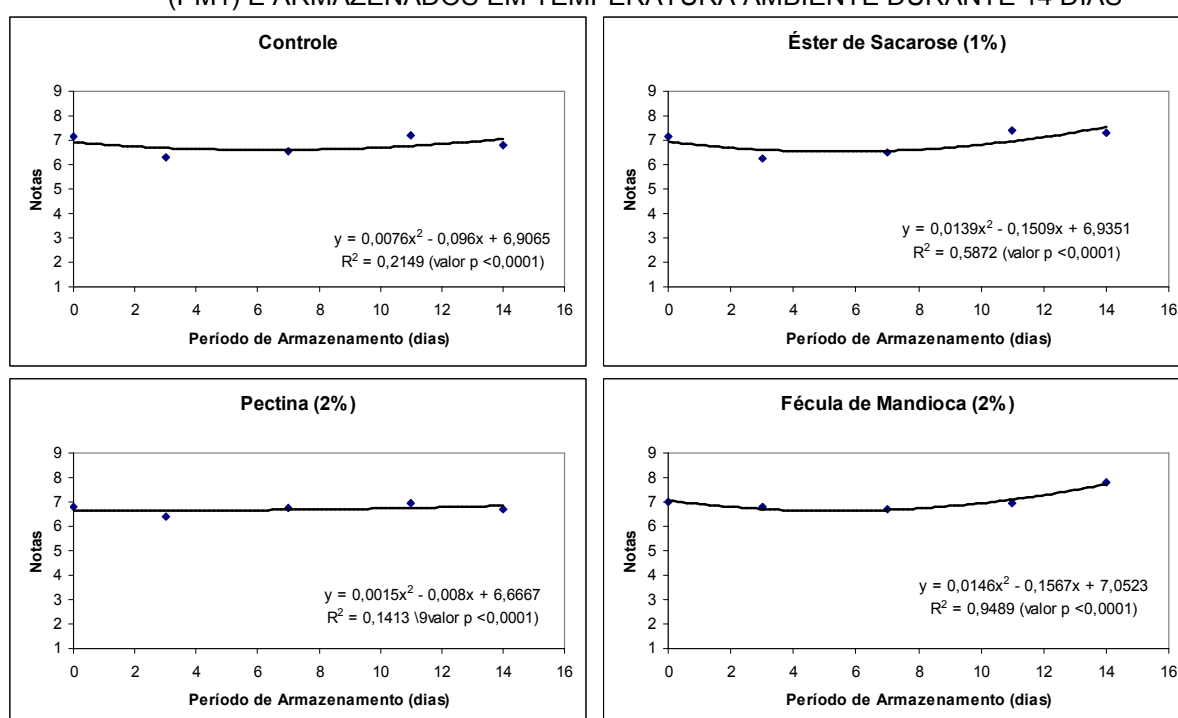 (PMT) E ARMAZENADOS EM TEMPERATURA AMBIENTE DURANTE 14 DIAS
Controle
9
8
7
6
5
4
3
2
1
Notas
y = 0,0076x² - 0,096x + 6,9065
R² = 0,2149 (valor p <0,0001)
0 2 4 6 8 10 12 14 16
Período de Armazenamento (dias)
Éster de Sacarose (1%)
9
8
7
6
5
4
3
2
1
Notas
y = 0,0139x² - 0,1509x + 6,9351
R² = 0,5872 (valor p <0,0001)
0 2 4 6 8 10 12 14 16
Período de Armazenamento (dias)
Pectina (2%)
9
8
7
6
5
4
3
2
1
Notas
y = 0,0015x² - 0,008x + 6,6667
R² = 0,1413 \9valor p <0,0001)
0 2 4 6 8 10 12 14 16
Período de Armazenamento (dias)
Fécula de Mandioca (2%)
9
8
7
6
5
4
3
2
1
Notas
y = 0,0146x² - 0,1567x + 7,0523
R² = 0,9489 (valor p <0,0001)
0 2 4 6 8 10 12 14 16
Período de Armazenamento (dias)